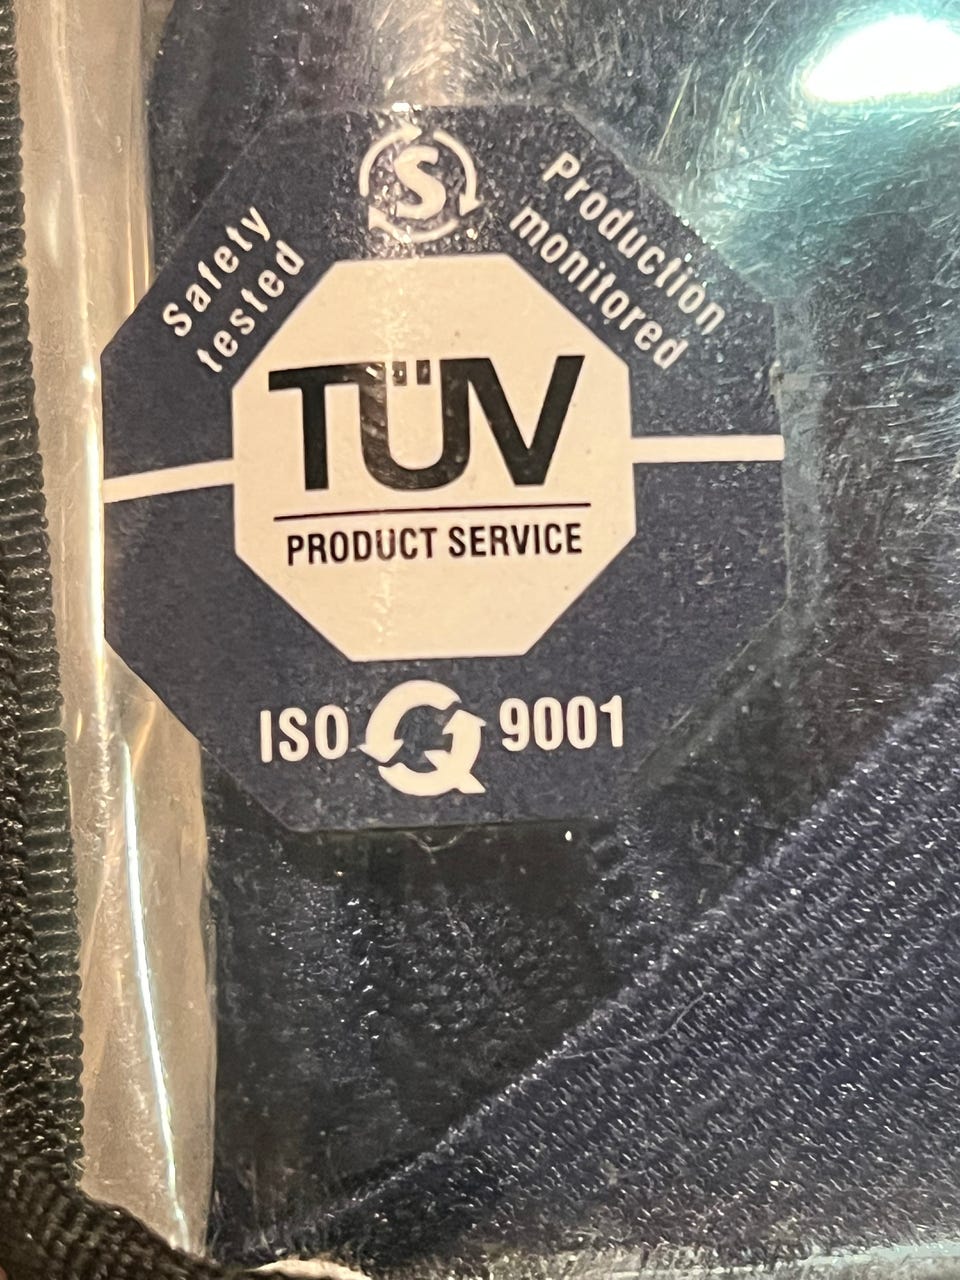 S
Safety
tested
Production
monitored
TÜV
PRODUCT SERVICE
ISO Q 9001